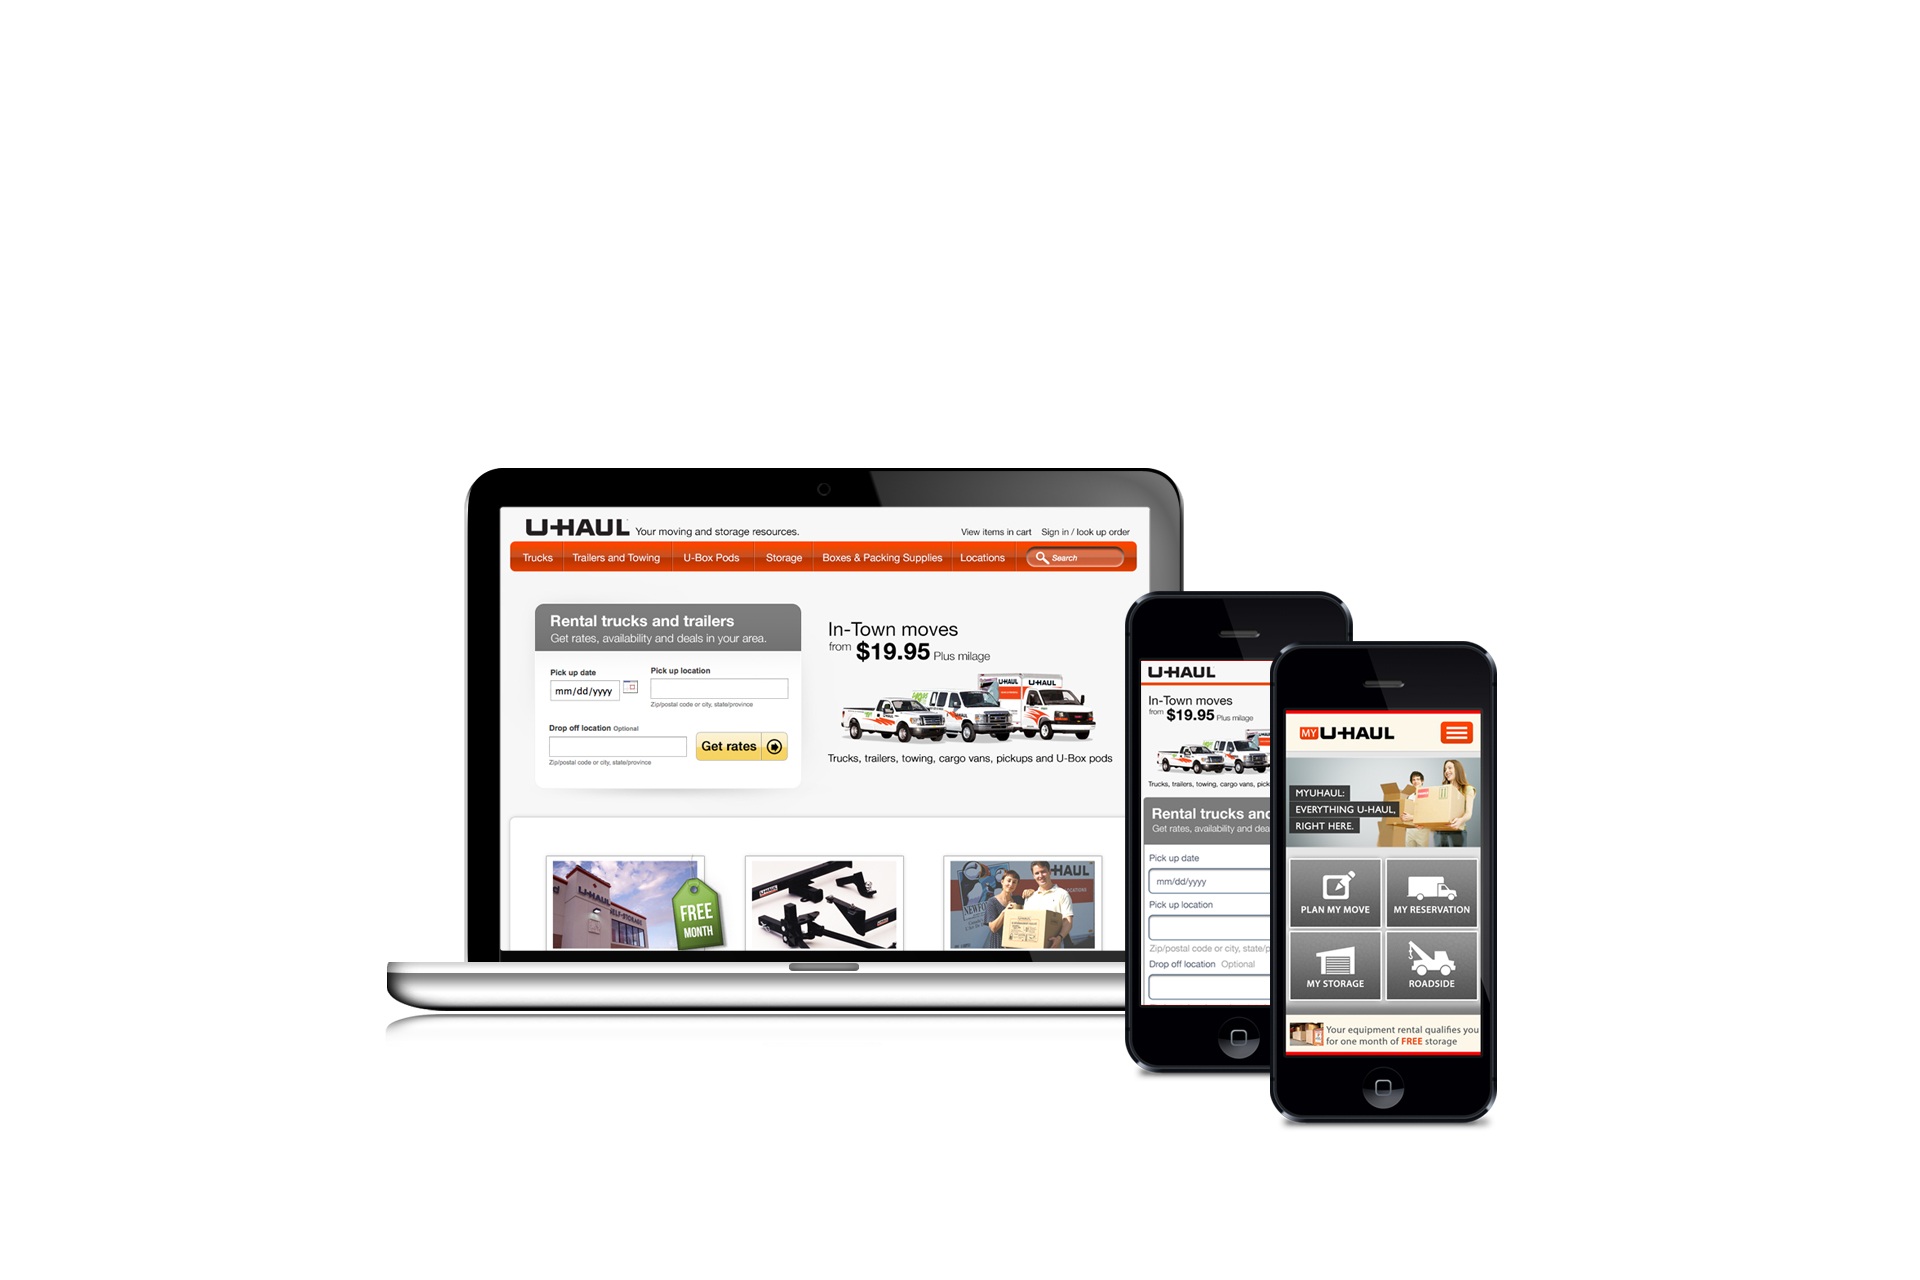 U-HAUL Your moving and storage resources.
View items in cart Sign in / look up order
Trucks Trailers and Towing U-Box Pods Storage Boxes & Packing Supplies Locations Search
Rental trucks and trailers
Get rates, availability and deals in your area.
Pick up date Pick up location
mm/dd/yyyy
Zip/postal code or city, state/province
Drop off location Optional
Get rates
Zip/postal code or city, state/province
In-Town moves
from $19.95 Plus milage
U-HAUL U-HAUL
Trucks, trailers, towing, cargo vans, pickups and U-Box pods
U-HAUL
SELF-STORAGE
FREE
MONTH
U-HAUL
HAUL
U-HAUL
In-Town moves
from $19.95 Plus milage
Trucks, trailers, towing, cargo vans, pick
Rental trucks and
Get rates, availability and dea
Pick up date
mm/dd/yyyy
Pick up location
Zip/postal code or city, state/p
Drop off location Optional
MY U-HAUL
MYUHAUL:
EVERYTHING U-HAUL,
RIGHT HERE.
PLAN MY MOVE MY RESERVATION
MY STORAGE ROADSIDE
Your equipment rental qualifies you
for one month of FREE storage